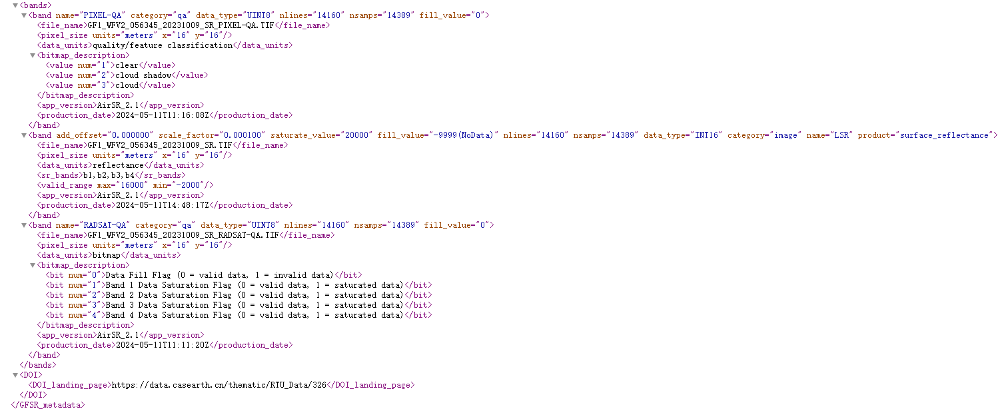 ▼<bands>
▼<band name="PIXEL-QA" category="qa" data_type="UINT8" nlines="14160" nsamps="14389" fill_value="0">
<file_name>GF1_WFV2_056345_20231009_SR_PIXEL-QA.TIF</file_name>
<pixel_size units="meters" x="16" y="16"/>
<data_units>quality/feature classification</data_units>
▼<bitmap_description>
<value num="1">clear</value>
<value num="2">cloud shadow</value>
<value num="3">cloud</value>
</bitmap_description>
<app_version>AirSR_2.1</app_version>
<production_date>2024-05-11T11:16:08Z</production_date>
</band>
▼<band add_offset="0.000000" scale_factor="0.000100" saturate_value="20000" fill_value="-9999(NoData)" nlines="14160" nsamps="14389" data_type="INT16" category="image" name="LSR" product="surface_reflectance">
<file_name>GF1_WFV2_056345_20231009_SR.TIF</file_name>
<pixel_size units="meters" x="16" y="16"/>
<data_units>reflectance</data_units>
<sr_bands>b1,b2,b3,b4</sr_bands>
<valid_range max="16000" min="-2000"/>
<app_version>AirSR_2.1</app_version>
<production_date>2024-05-11T14:48:17Z</production_date>
</band>
▼<band name="RADSAT-QA" category="qa" data_type="UINT8" nlines="14160" nsamps="14389" fill_value="0">
<file_name>GF1_WFV2_056345_20231009_SR_RADSAT-QA.TIF</file_name>
<pixel_size units="meters" x="16" y="16"/>
<data_units>bitmap</data_units>
▼<bitmap_description>
<bit num="0">Data Fill Flag (0 = valid data, 1 = invalid data)</bit>
<bit num="1">Band 1 Data Saturation Flag (0 = valid data, 1 = saturated data)</bit>
<bit num="2">Band 2 Data Saturation Flag (0 = valid data, 1 = saturated data)</bit>
<bit num="3">Band 3 Data Saturation Flag (0 = valid data, 1 = saturated data)</bit>
<bit num="4">Band 4 Data Saturation Flag (0 = valid data, 1 = saturated data)</bit>
</bitmap_description>
<app_version>AirSR_2.1</app_version>
<production_date>2024-05-11T11:11:20Z</production_date>
</band>
</bands>
▼<DOI>
<DOI_landing_page>https://data.casearth.cn/thematic/RTU_Data/326</DOI_landing_page>
</DOI>
</GFSR_metadata>